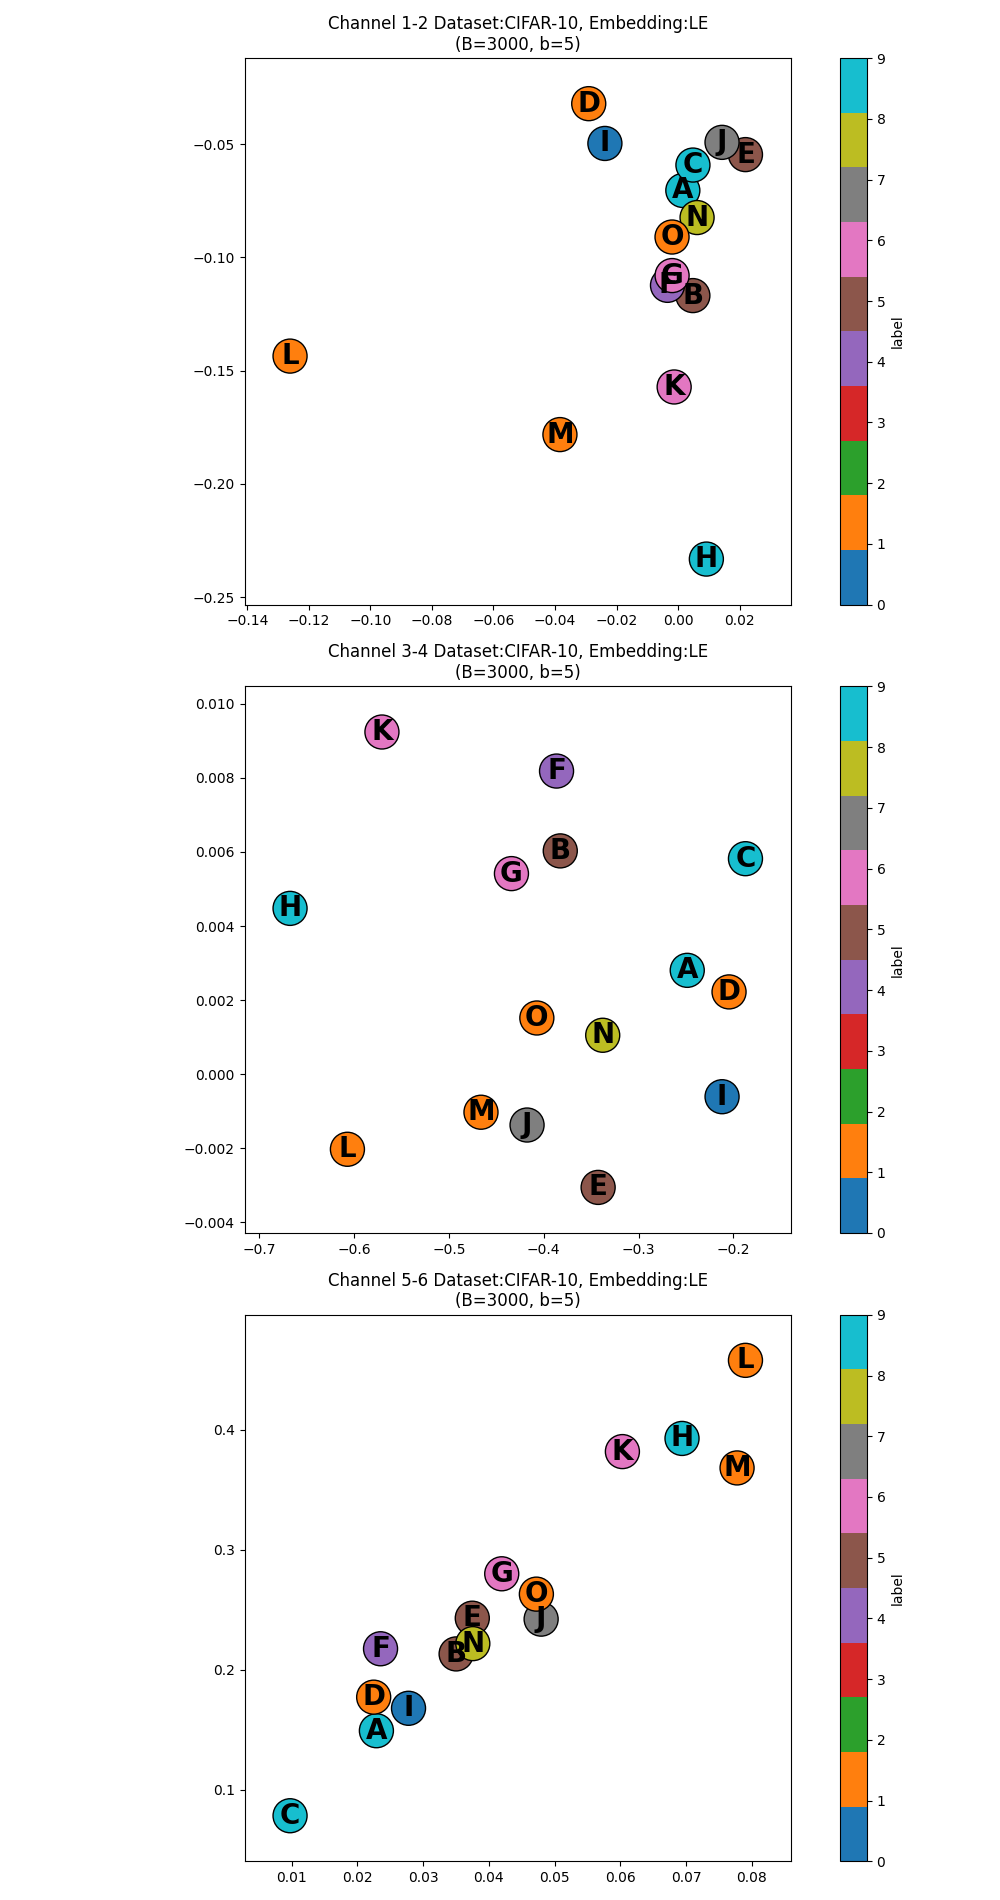 Channel 1-2 Dataset:CIFAR-10, Embedding:LE
(B=3000, b=5)
D
I
J
E
C
A
N
O
G
F
B
L
K
M
H
−0.05
−0.10
−0.15
−0.20
−0.25
−0.14 −0.12 −0.10 −0.08 −0.06 −0.04 −0.02 0.00 0.02
9
8
7
6
5
4
3
2
1
0
label
Channel 3-4 Dataset:CIFAR-10, Embedding:LE
(B=3000, b=5)
K
F
B
C
G
H
A
D
O
N
I
M
J
L
E
0.010
0.008
0.006
0.004
0.002
0.000
−0.002
−0.004
−0.7 −0.6 −0.5 −0.4 −0.3 −0.2
9
8
7
6
5
4
3
2
1
0
label
Channel 5-6 Dataset:CIFAR-10, Embedding:LE
(B=3000, b=5)
L
H
K
M
G
O
E
J
N
F
B
D
I
A
C
0.4
0.3
0.2
0.1
0.01 0.02 0.03 0.04 0.05 0.06 0.07 0.08
9
8
7
6
5
4
3
2
1
0
label